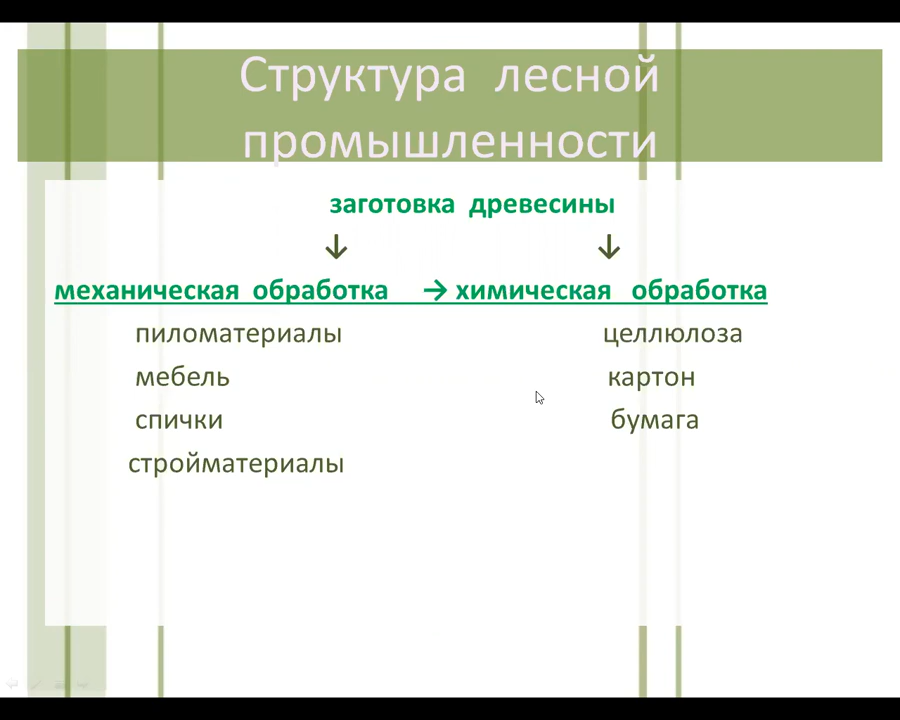 Структура лесной
промышленности
заготовка древесины
↓ ↓
механическая обработка → химическая обработка
пиломатериалы целлюлоза
мебель картон
спички бумага
стройматериалы